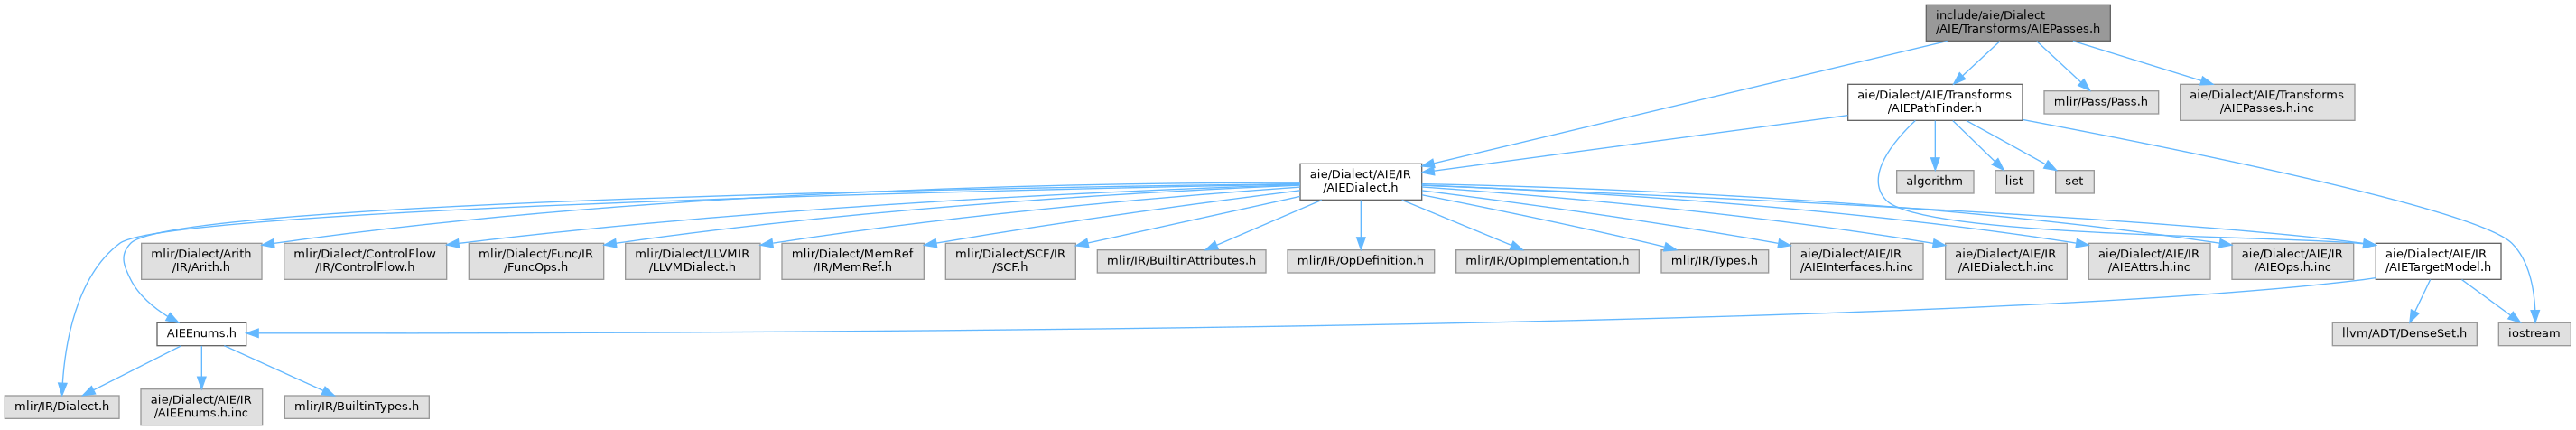 include/aie/Dialect
/AIE/Transforms/AIEPasses.h
aie/Dialect/AIE/Transforms
/AIEPathFinder.h
mlir/Pass/Pass.h
aie/Dialect/AIE/Transforms
/AIEPasses.h.inc
aie/Dialect/AIE/IR
/AIEDialect.h
algorithm
list
set
mlir/Dialect/Arith
/IR/Arith.h
mlir/Dialect/ControlFlow
/IR/ControlFlow.h
mlir/Dialect/Func/IR
/FuncOps.h
mlir/Dialect/LLVMIR
/LLVMDialect.h
mlir/Dialect/MemRef
/IR/MemRef.h
mlir/Dialect/SCF/IR
/SCF.h
mlir/IR/BuiltinAttributes.h
mlir/IR/OpDefinition.h
mlir/IR/OpImplementation.h
mlir/IR/Types.h
aie/Dialect/AIE/IR
/AIEInterfaces.h.inc
aie/Dialect/AIE/IR
/AIEDialect.h.inc
aie/Dialect/AIE/IR
/AIEAttrs.h.inc
aie/Dialect/AIE/IR
/AIEOps.h.inc
aie/Dialect/AIE/IR
/AIETargetModel.h
AIEEnums.h
llvm/ADT/DenseSet.h
iostream
mlir/IR/Dialect.h
aie/Dialect/AIE/IR
/AIEEnums.h.inc
mlir/IR/BuiltinTypes.h